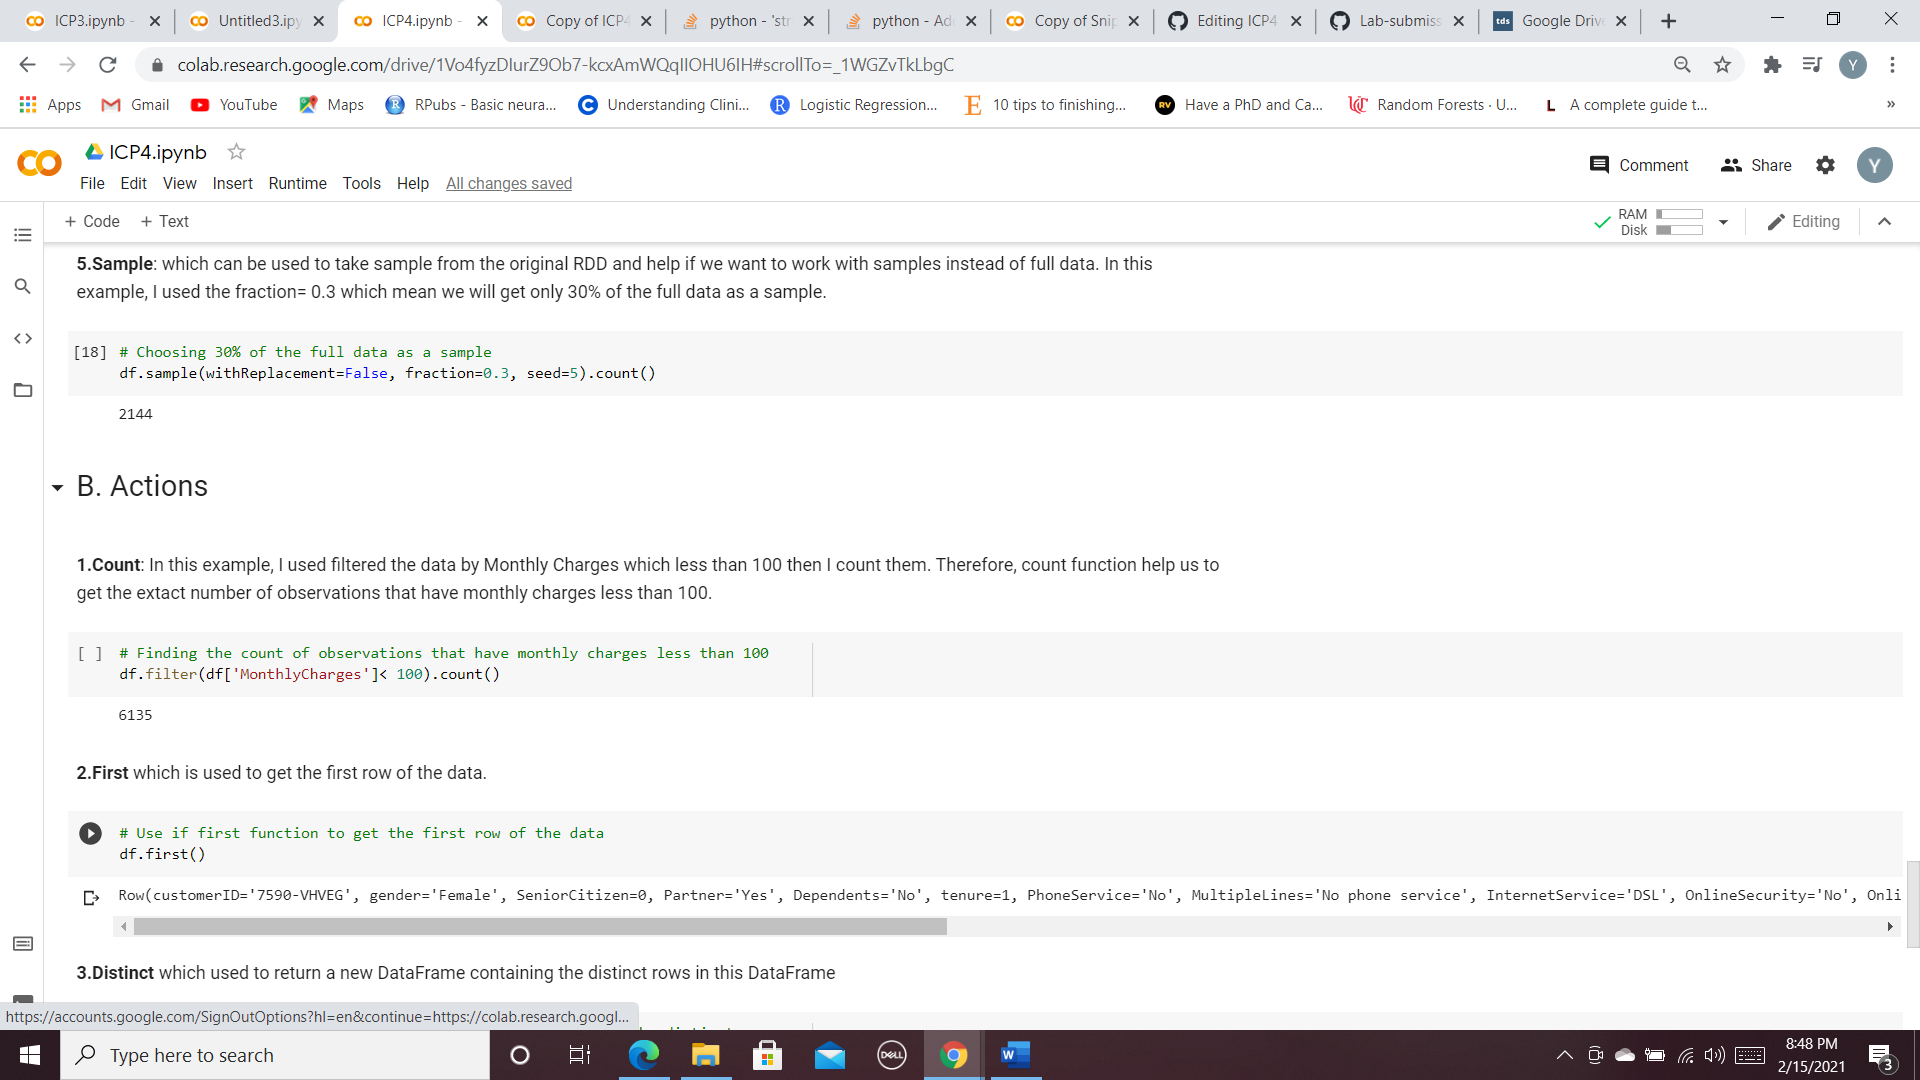 ICP3.ipynb -
Untitled3.ipy
ICP4.ipynb -
Copy of ICP4
python - 'str
python - Ad
Copy of Snip
Editing ICP4
Lab-submiss
tds Google Drive
colab.research.google.com/drive/1Vo4fyzDIurZ9Ob7-kcxAmWQqIIOHU6IH#scrollTo=_1WGZvTkLbgC
Y
Apps Gmail YouTube Maps RPubs - Basic neura... Understanding Clini... Logistic Regression... 10 tips to finishing... RV Have a PhD and Ca... Random Forests · U... L A complete guide t... »
ICP4.ipynb
Comment Share Y
File Edit View Insert Runtime Tools Help All changes saved
+ Code + Text
RAM
Disk
Editing
5.Sample: which can be used to take sample from the original RDD and help if we want to work with samples instead of full data. In this
example, I used the fraction= 0.3 which mean we will get only 30% of the full data as a sample.
[18] # Choosing 30% of the full data as a sample
df.sample(withReplacement=False, fraction=0.3, seed=5).count()
2144
B. Actions
1.Count: In this example, I used filtered the data by Monthly Charges which less than 100 then I count them. Therefore, count function help us to
get the extact number of observations that have monthly charges less than 100.
[ ] # Finding the count of observations that have monthly charges less than 100
df.filter(df['MonthlyCharges']< 100).count()
6135
2.First which is used to get the first row of the data.
# Use if first function to get the first row of the data
df.first()
Row(customerID='7590-VHVEG', gender='Female', SeniorCitizen=0, Partner='Yes', Dependents='No', tenure=1, PhoneService='No', MultipleLines='No phone service', InternetService='DSL', OnlineSecurity='No', Onli
3.Distinct which used to return a new DataFrame containing the distinct rows in this DataFrame
https://accounts.google.com/SignOutOptions?hl=en&continue=https://colab.research.googl...
Type here to search
DELL
W
8:48 PM
2/15/2021
3